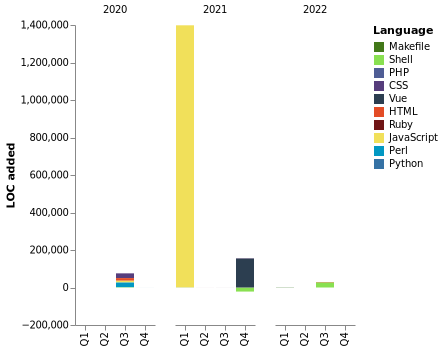 2020 2021 2022
LOC added
1,400,000
1,200,000
1,000,000
800,000
600,000
400,000
200,000
0
−200,000
Q1 Q2 Q3 Q4 Q1 Q2 Q3 Q4 Q1 Q2 Q3 Q4
Language
Makefile
Shell
PHP
CSS
Vue
HTML
Ruby
JavaScript
Perl
Python